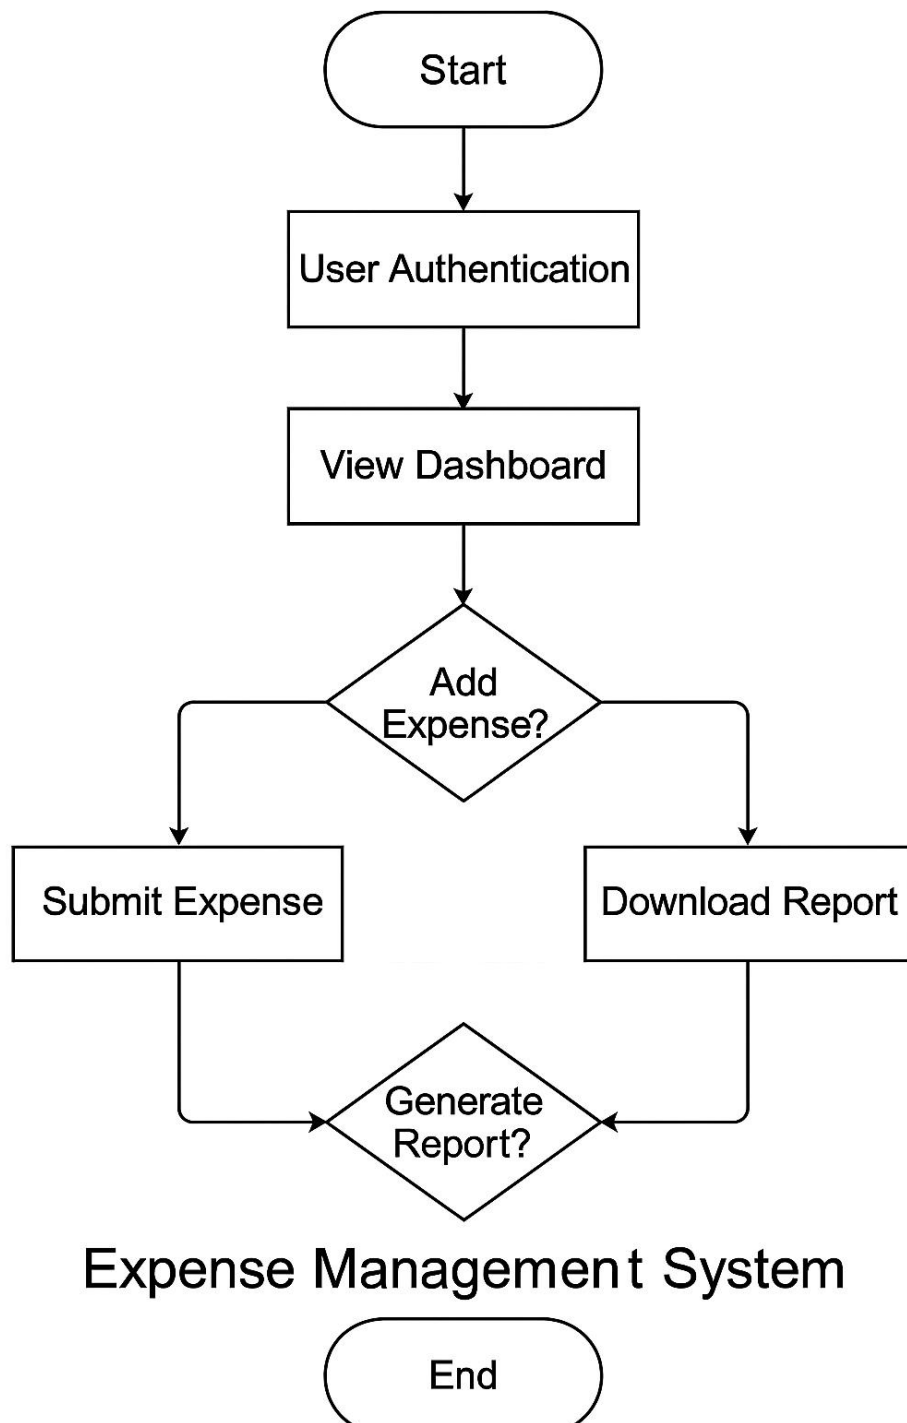 Start
User Authentication
View Dashboard
Add
Expense?
Submit Expense
Download Report
Generate
Report?
Expense Management System
End